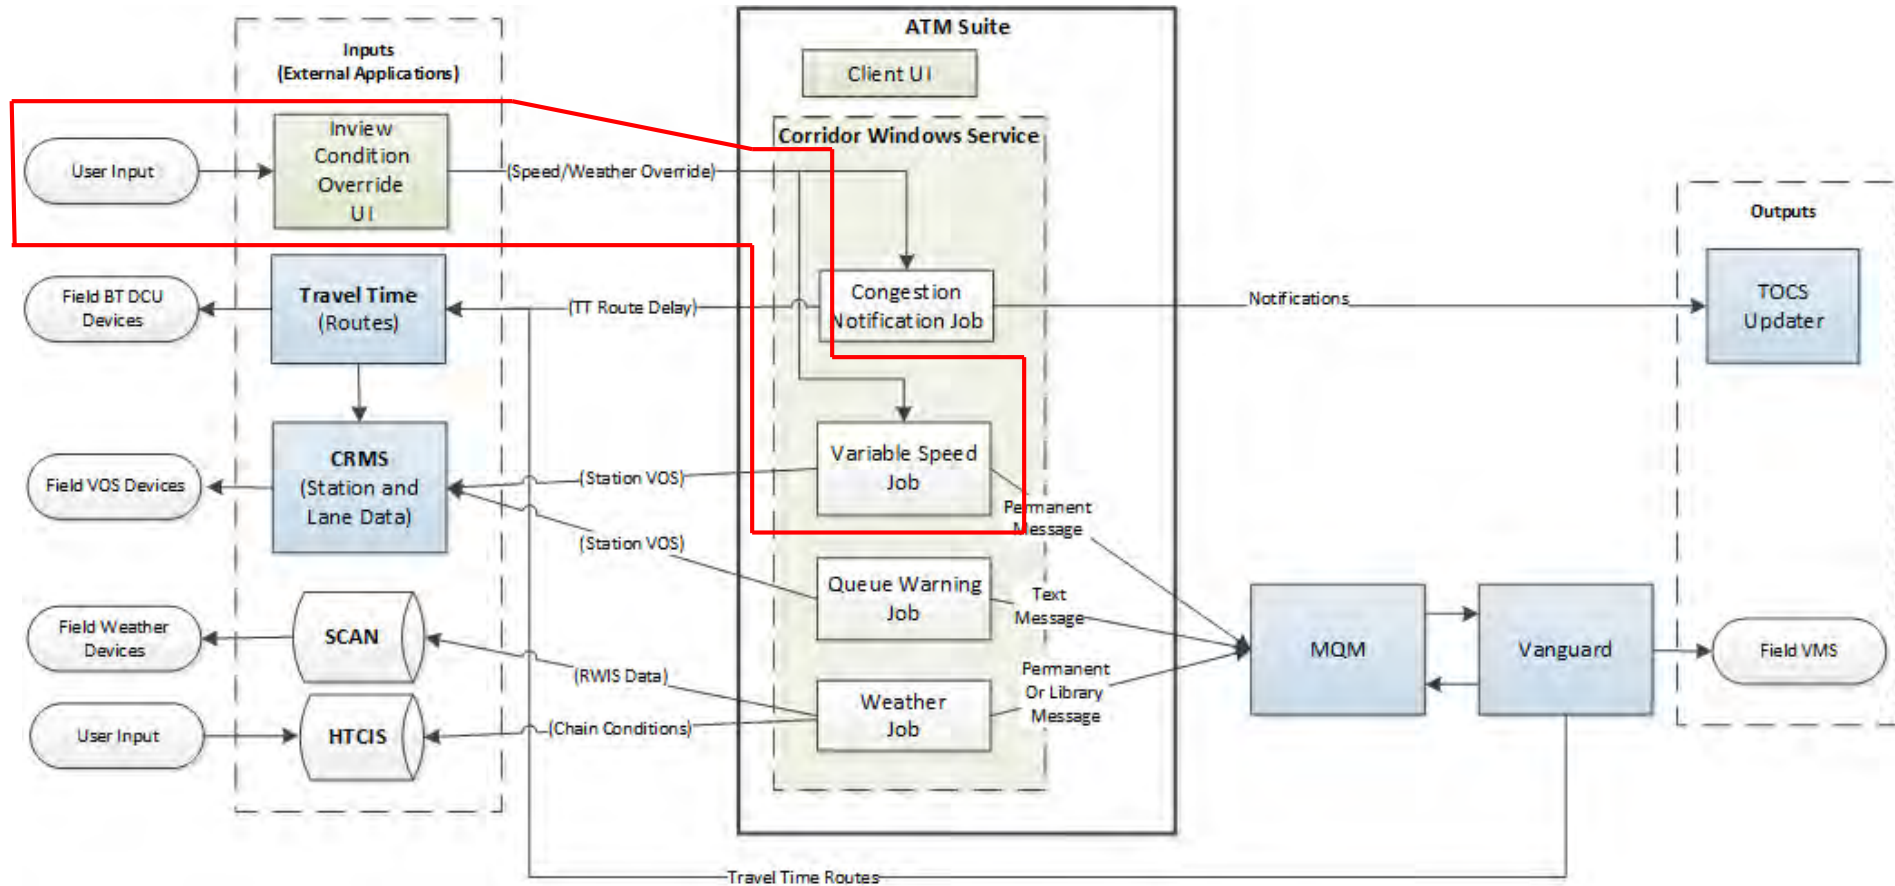 ATM Suite
Inputs
(External Applications)
Client UI
Corridor Windows Service
User Input
Inview
Condition
Override
UI
(Speed/Weather Override)
Outputs
Field BT DCU
Devices
Travel Time
(Routes)
(TT Route Delay)
Congestion
Notification Job
Notifications
TOCS
Updater
Field VOS Devices
CRMS
(Station and
Lane Data)
(Station VOS)
Variable Speed
Job
Permanent
Message
(Station VOS)
Queue Warning
Job
Text
Message
Field Weather
Devices
SCAN
(RWIS Data)
Permanent
Or Library
Message
MQM
Vanguard
Field VMS
User Input
HTCIS
(Chain Conditions)
Weather
Job
Travel Time Routes